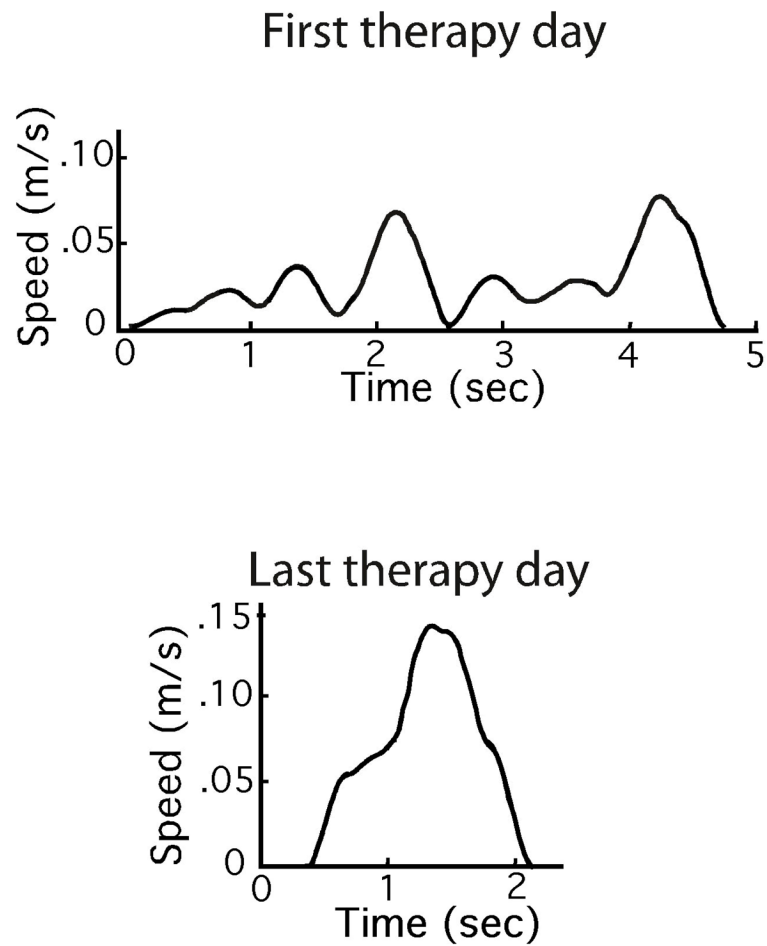 First therapy day
Speed (m/s)
.10
.05
0
0 1 2 3 4 5
Time (sec)
Last therapy day
Speed (m/s)
.15
.10
.05
0
0 1 2
Time (sec)